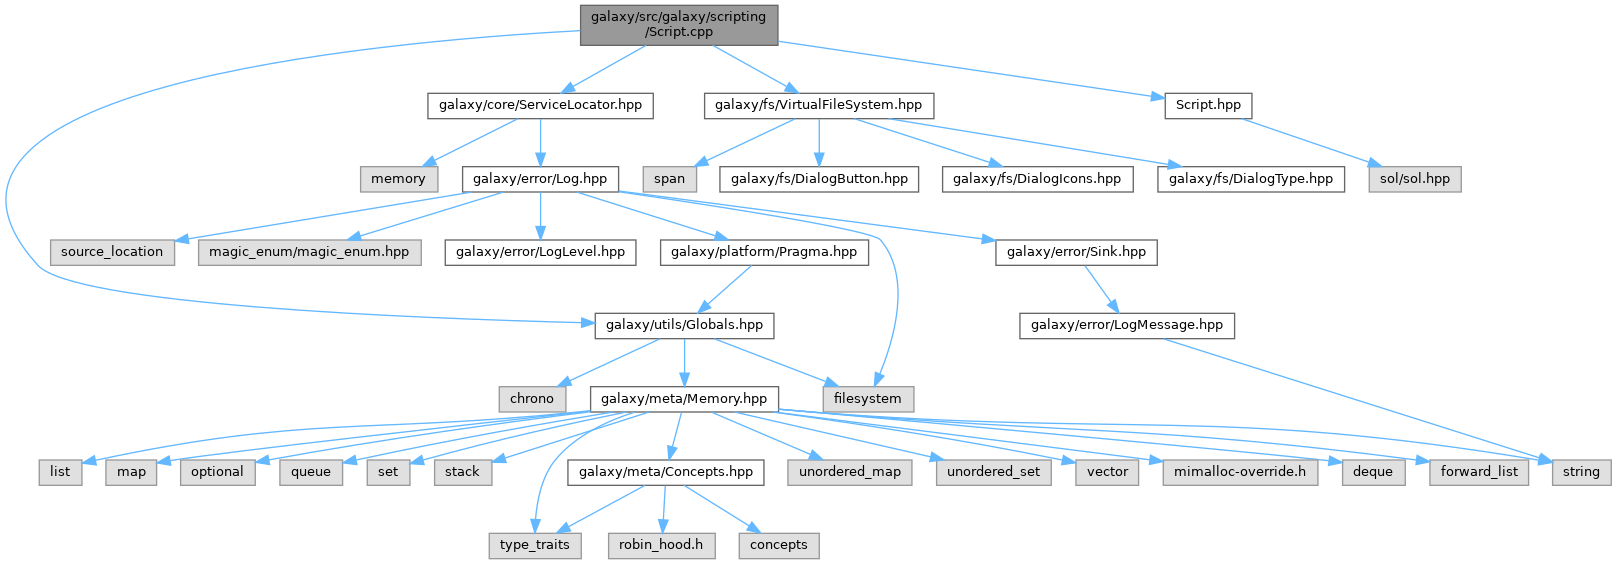 galaxy/src/galaxy/scripting
/Script.cpp
galaxy/core/ServiceLocator.hpp
galaxy/fs/VirtualFileSystem.hpp
Script.hpp
memory
galaxy/error/Log.hpp
span
galaxy/fs/DialogButton.hpp
galaxy/fs/DialogIcons.hpp
galaxy/fs/DialogType.hpp
sol/sol.hpp
source_location
magic_enum/magic_enum.hpp
galaxy/error/LogLevel.hpp
galaxy/platform/Pragma.hpp
galaxy/error/Sink.hpp
galaxy/utils/Globals.hpp
galaxy/error/LogMessage.hpp
chrono
galaxy/meta/Memory.hpp
filesystem
list
map
optional
queue
set
stack
galaxy/meta/Concepts.hpp
unordered_map
unordered_set
vector
mimalloc-override.h
deque
forward_list
string
type_traits
robin_hood.h
concepts